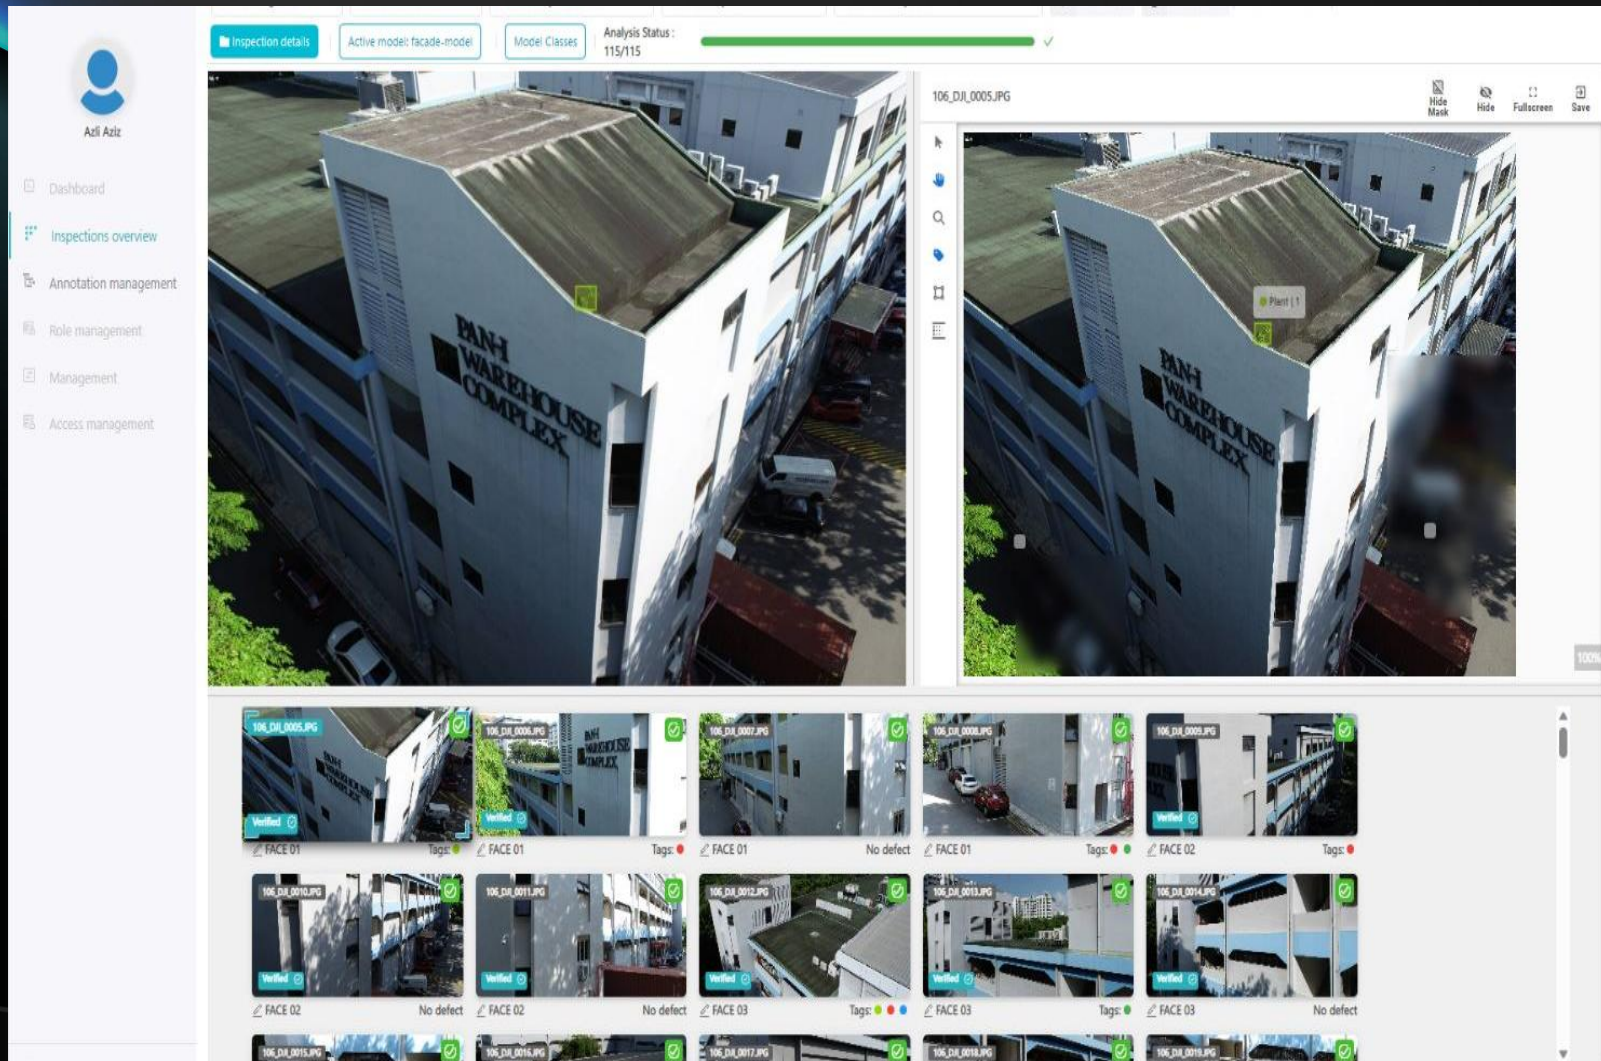 Inspection details
Active model: facade-model
Model Classes
Analysis Status :
115/115
Azli Aziz
Dashboard
Inspections overview
Annotation management
Role management
Management
Access management
PAN-I
WAREHOUSE
COMPLEX
106_DJI_0005.JPG
Hide
Mask
Hide
Fullscreen
Save
Plant | 1
PAN-I
WAREHOUSE
COMPLEX
100%
106_DJI_0005.JPG
Verified
FACE 01
Tags:
106_DJI_0006.JPG
PAN-I
WAREHOUSE
COMPLEX
Verified
FACE 01
Tags:
106_DJI_0007.JPG
FACE 01
No defect
106_DJI_0008.JPG
FACE 01
Tags:
106_DJI_0009.JPG
Verified
FACE 02
Tags:
106_DJI_0010.JPG
Verified
FACE 02
No defect
106_DJI_0011.JPG
Verified
FACE 02
No defect
106_DJI_0012.JPG
Verified
FACE 03
Tags:
106_DJI_0013.JPG
Verified
FACE 03
Tags:
106_DJI_0014.JPG
Verified
FACE 03
No defect
106_DJI_0015.JPG
106_DJI_0016.JPG
106_DJI_0017.JPG
106_DJI_0018.JPG
106_DJI_0019.JPG